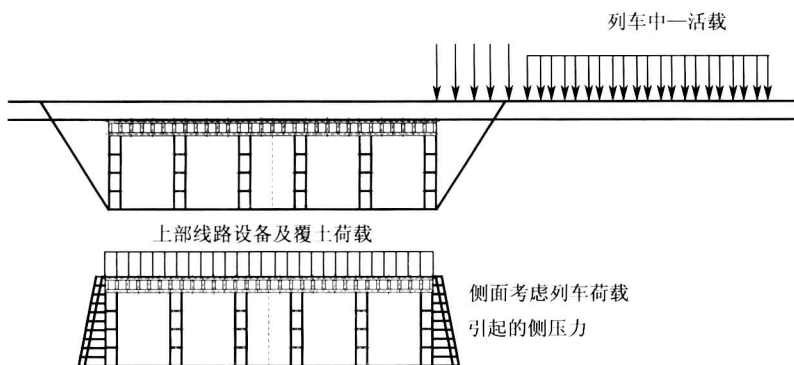 列车中—活载
上部线路设备及覆土荷载
侧面考虑列车荷载
引起的侧压力